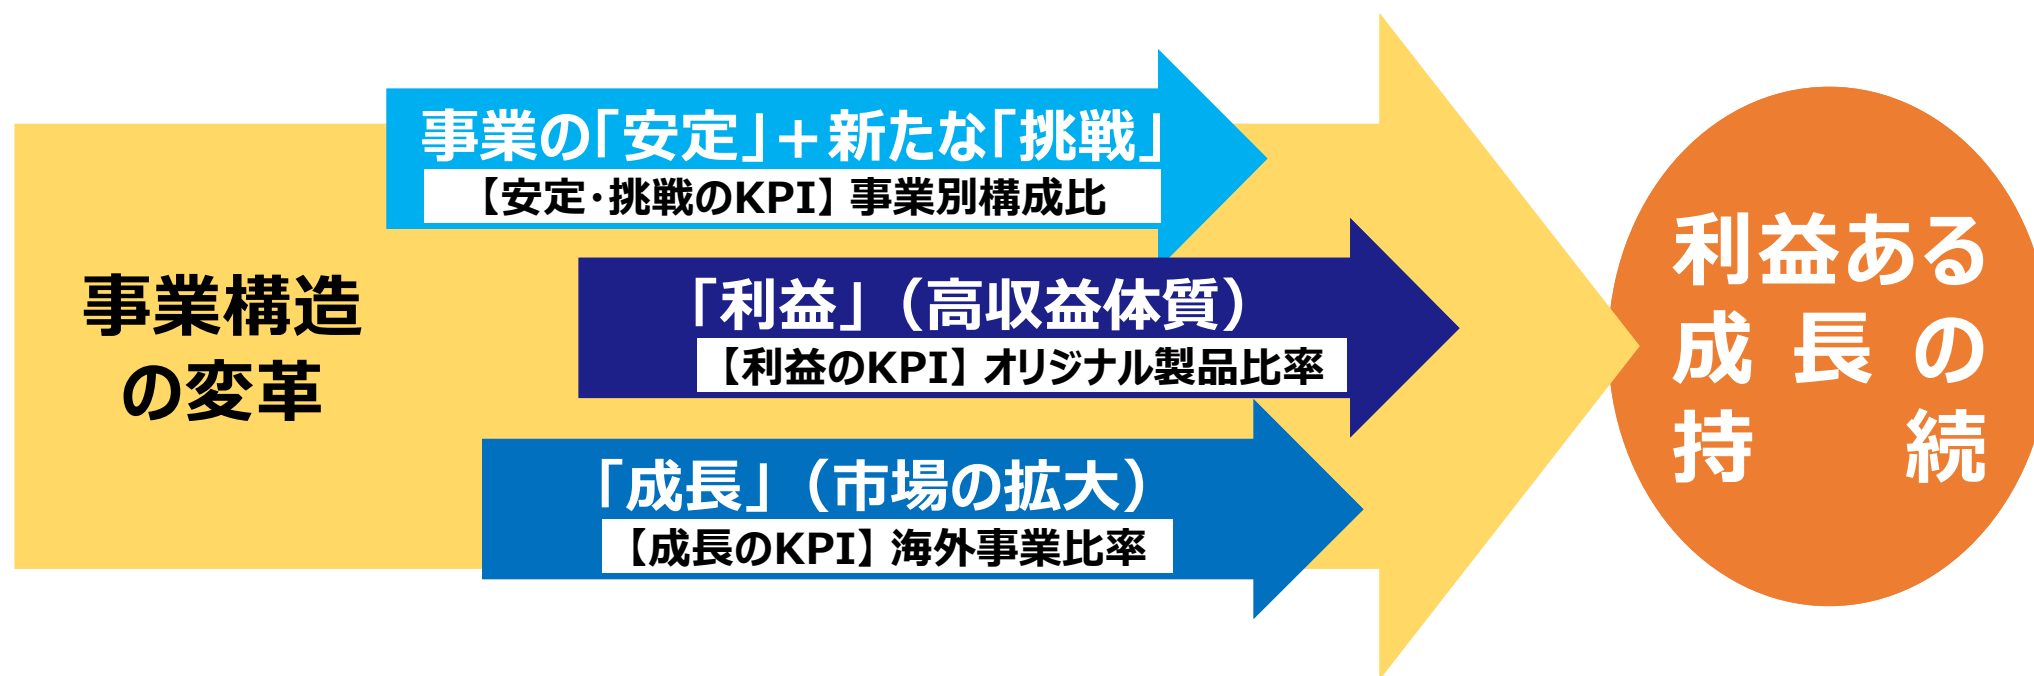 事業構造
の変革
事業の「安定」＋新たな「挑戦」
【安定・挑戦のKPI】事業別構成比
「利益」（高収益体質）
【利益のKPI】オリジナル製品比率
「成長」（市場の拡大）
【成長のKPI】海外事業比率
利益ある
成長の
持続